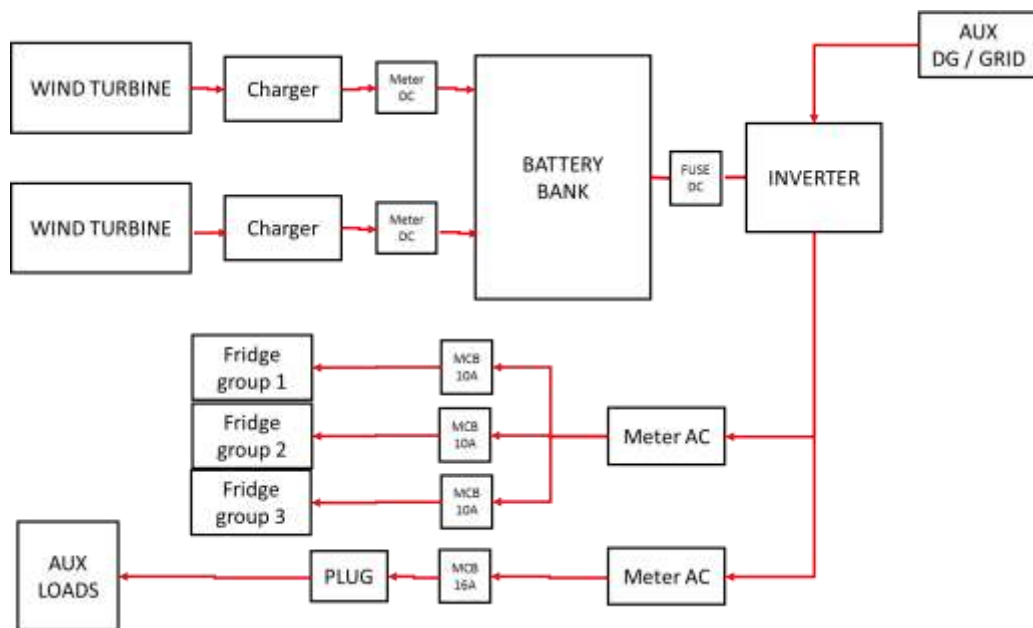 AUX
DG / GRID
WIND TURBINE
Charger
Meter
DC
BATTERY
BANK
FUSE
DC
INVERTER
WIND TURBINE
Charger
Meter
DC
Fridge
group 1
MCB
10A
Fridge
group 2
MCB
10A
Meter AC
Fridge
group 3
MCB
10A
AUX
LOADS
PLUG
MCB
16A
Meter AC